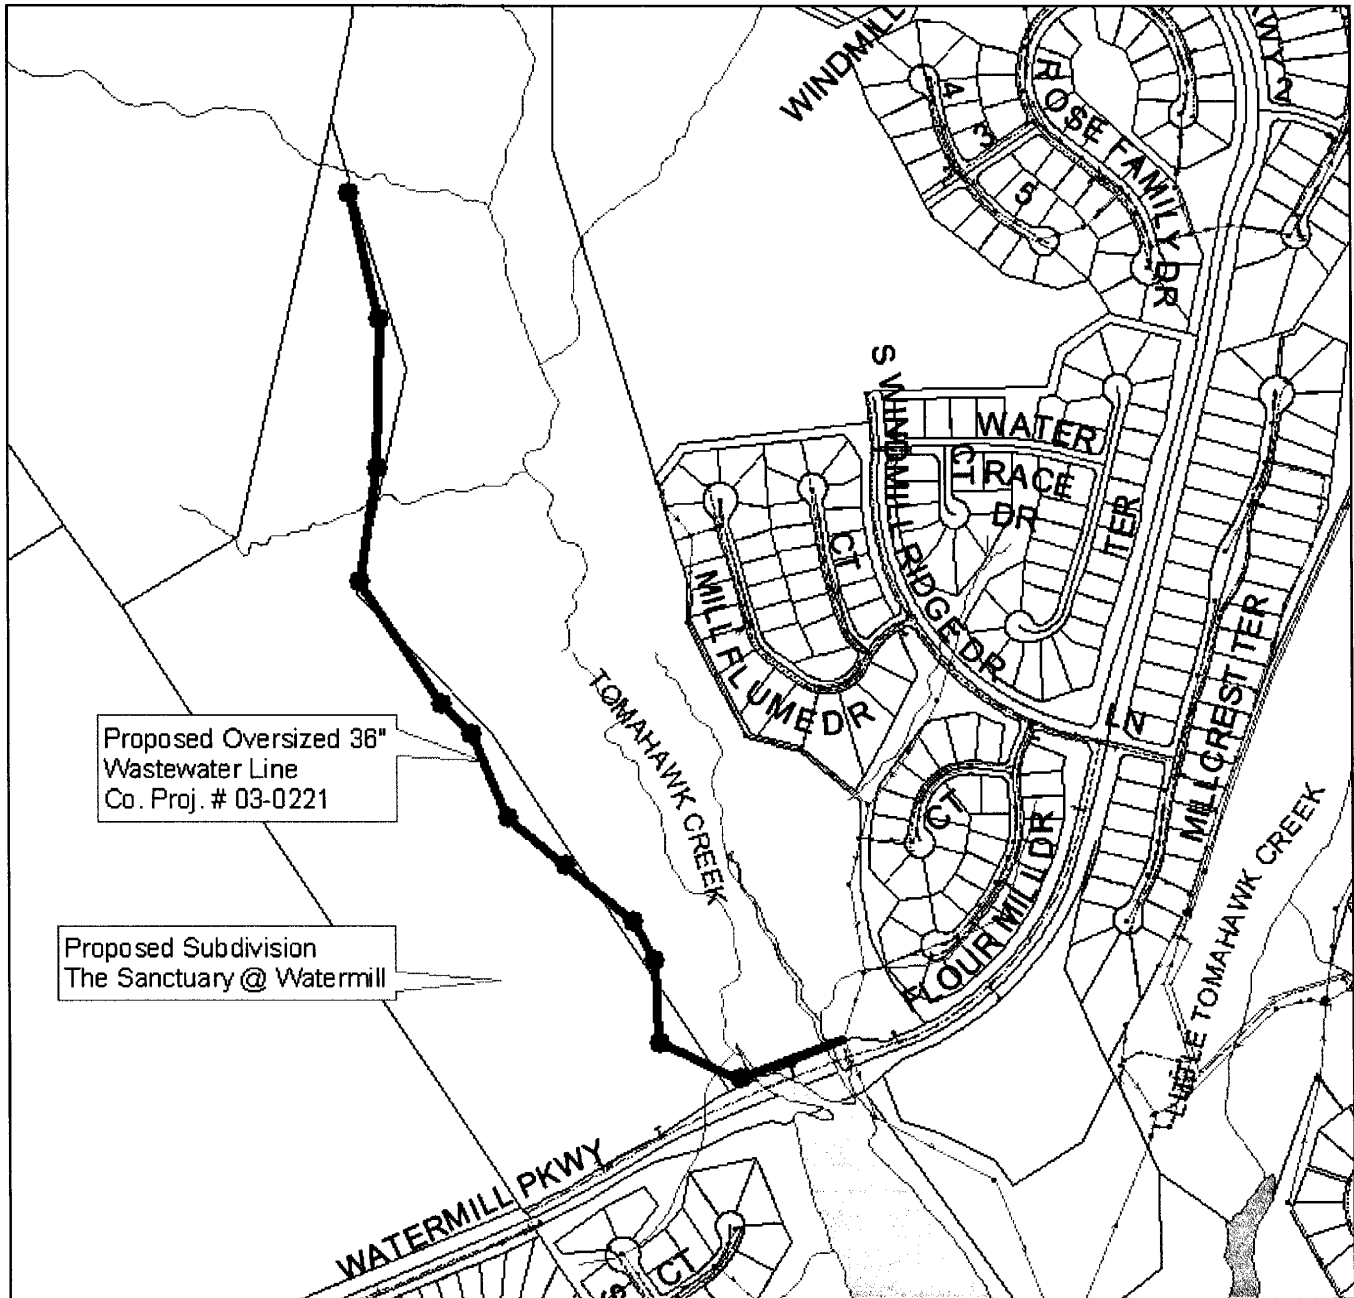 WINDMILL
4
3
5
ROSE FAMILY DR
KWY 2
S WINDMILL RIDGE DR
WATER
RACE
DR
CT
CT
TER
MILL FLUME DR
MILLCREST TER
CT
FLOUR MILL DR
TOMAHAWK CREEK
LITTLE TOMAHAWK CREEK
Proposed Oversized 36"
Wastewater Line
Co. Proj. # 03-0221
Proposed Subdivision
The Sanctuary @ Watermill
WATERMILL PKWY
CT